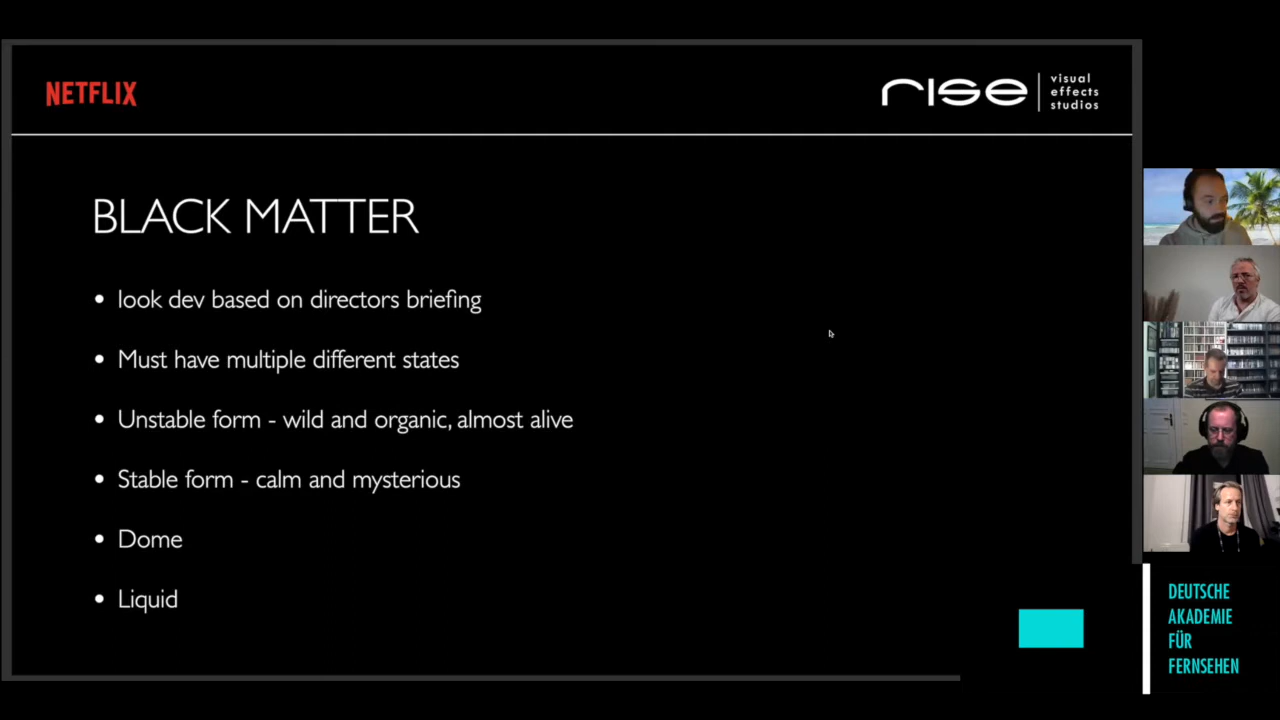 NETFLIX
rise
visual
effects
studios
BLACK MATTER
• look dev based on directors briefing
• Must have multiple different states
• Unstable form - wild and organic, almost alive
• Stable form - calm and mysterious
• Dome
• Liquid
DEUTSCHE
AKADEMIE
FÜR
FERNSEHEN